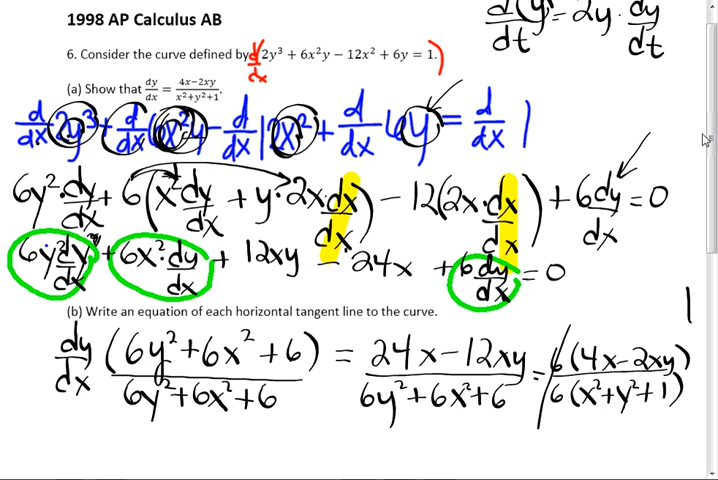 1998 AP Calculus AB
d/dt(y² = 2y · dy/dt
6. Consider the curve defined by d/dx(2y³ + 6x²y − 12x² + 6y = 1.)
(a) Show that dy/dx = (4x−2xy)/(x²+y²+1).
d/dx 2y³ + d/dx(6x²y − d/dx 12x² + d/dx 6y = d/dx 1
6y²·dy/dx + 6(x² dy/dx + y·2x dx/dx) − 12(2x·dx/dx) + 6 dy/dx = 0
6y² dy/dx + 6x²·dy/dx + 12xy − 24x + 6 dy/dx = 0
(b) Write an equation of each horizontal tangent line to the curve.
dy/dx (6y²+6x²+6)/(6y²+6x²+6) = (24x−12xy)/(6y²+6x²+6) = 6(4x−2xy)/6(x²+y²+1)